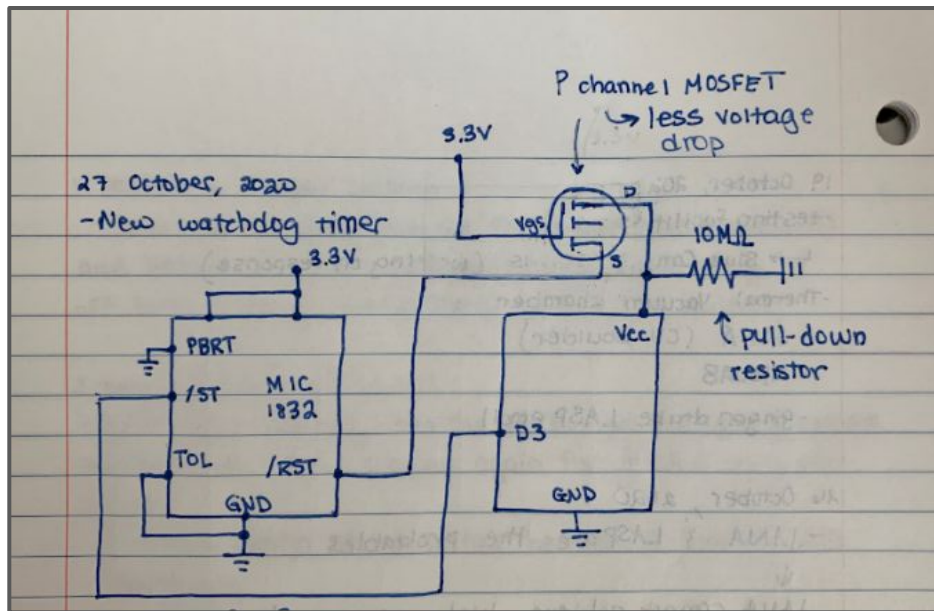 P channel MOSFET
↳ less voltage
drop
3.3V
27 October, 2020
-New watchdog timer
3.3V
D
Vgs
S
10MΩ
Vcc
pull-down
resistor
PBRT
/ST
MIC
1832
D3
TOL
/RST
GND
GND